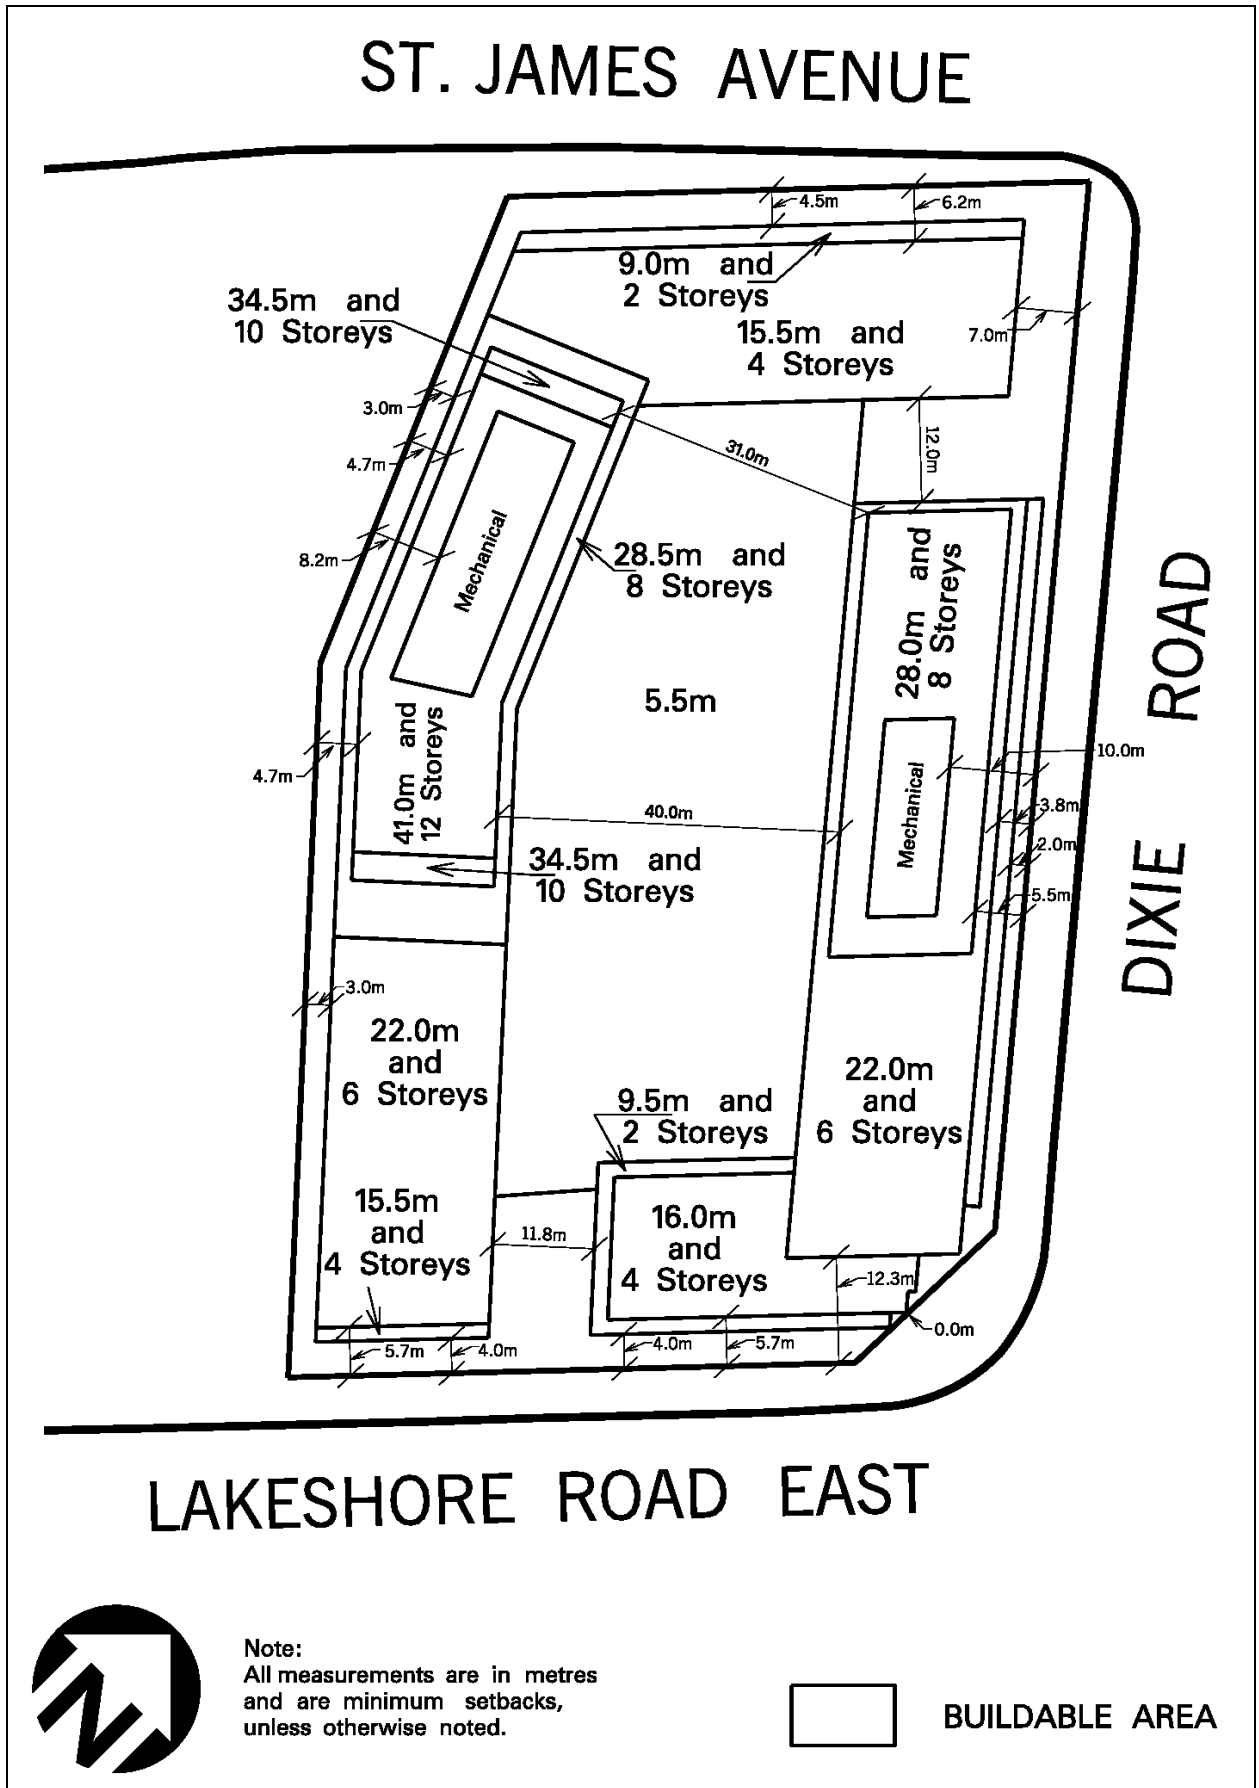 ST. JAMES AVENUE
4.5m
6.2m
9.0m and
2 Storeys
34.5m and
10 Storeys
15.5m and
4 Storeys
7.0m
3.0m
12.0m
31.0m
4.7m
8.2m
Mechanical
28.5m and
8 Storeys
28.0m and
8 Storeys
DIXIE ROAD
5.5m
41.0m and
12 Storeys
4.7m
10.0m
Mechanical
40.0m
3.8m
2.0m
34.5m and
10 Storeys
5.5m
3.0m
22.0m
and
6 Storeys
22.0m
and
6 Storeys
9.5m and
2 Storeys
15.5m
and
4 Storeys
11.8m
16.0m
and
4 Storeys
12.3m
0.0m
5.7m
4.0m
4.0m
5.7m
LAKESHORE ROAD EAST
N
Note:
All measurements are in metres
and are minimum setbacks,
unless otherwise noted.
BUILDABLE AREA